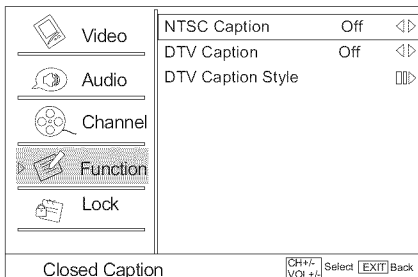 Video
Audio
Channel
Function
Lock
NTSC Caption Off
DTV Caption Off
DTV Caption Style
Closed Caption
CH+/- VOL+/- Select EXIT Back